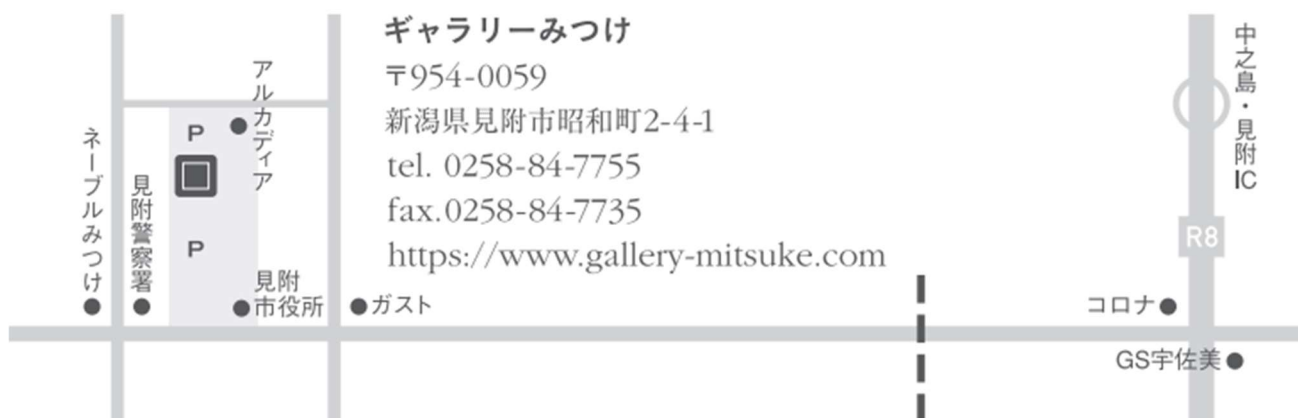 ギャラリーみつけ
〒954-0059
新潟県見附市昭和町2-4-1
tel. 0258-84-7755
fax.0258-84-7735
https://www.gallery-mitsuke.com
ネーブルみつけ
見附警察署
P
P
アルカディア
見附
市役所
ガスト
コロナ
GS宇佐美
R8
中之島・見附IC